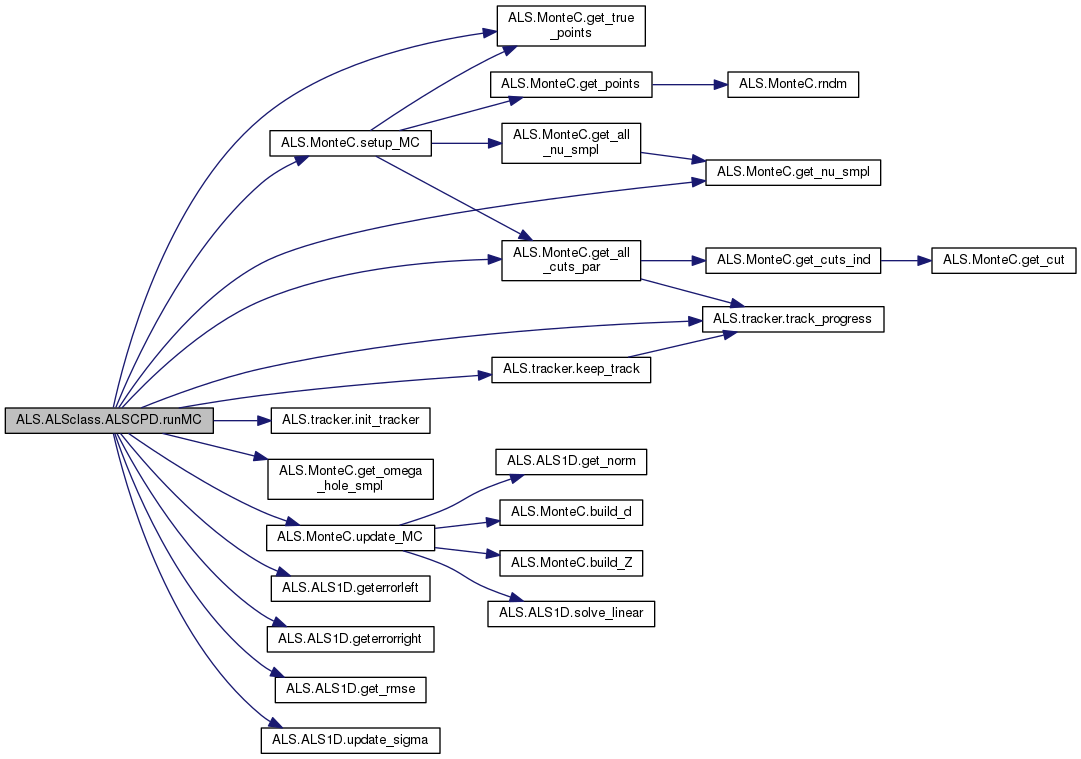 ALS.MonteC.get_true
_points
ALS.MonteC.get_points
ALS.MonteC.rndm
ALS.MonteC.setup_MC
ALS.MonteC.get_all
_nu_smpl
ALS.MonteC.get_nu_smpl
ALS.MonteC.get_all
_cuts_par
ALS.MonteC.get_cuts_ind
ALS.MonteC.get_cut
ALS.tracker.track_progress
ALS.tracker.keep_track
ALS.ALSclass.ALSCPD.runMC
ALS.tracker.init_tracker
ALS.MonteC.get_omega
_hole_smpl
ALS.ALS1D.get_norm
ALS.MonteC.build_d
ALS.MonteC.update_MC
ALS.MonteC.build_Z
ALS.ALS1D.geterrorleft
ALS.ALS1D.solve_linear
ALS.ALS1D.geterrorright
ALS.ALS1D.get_rmse
ALS.ALS1D.update_sigma